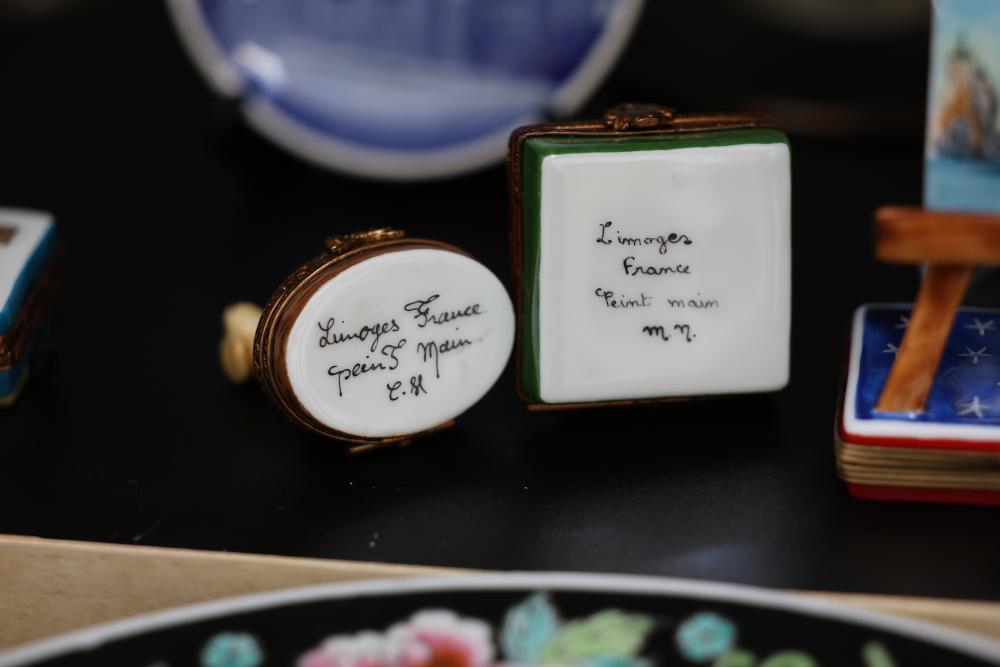 Limoges France
peint Main
C.H
Limoges
France
Peint main
m.n.